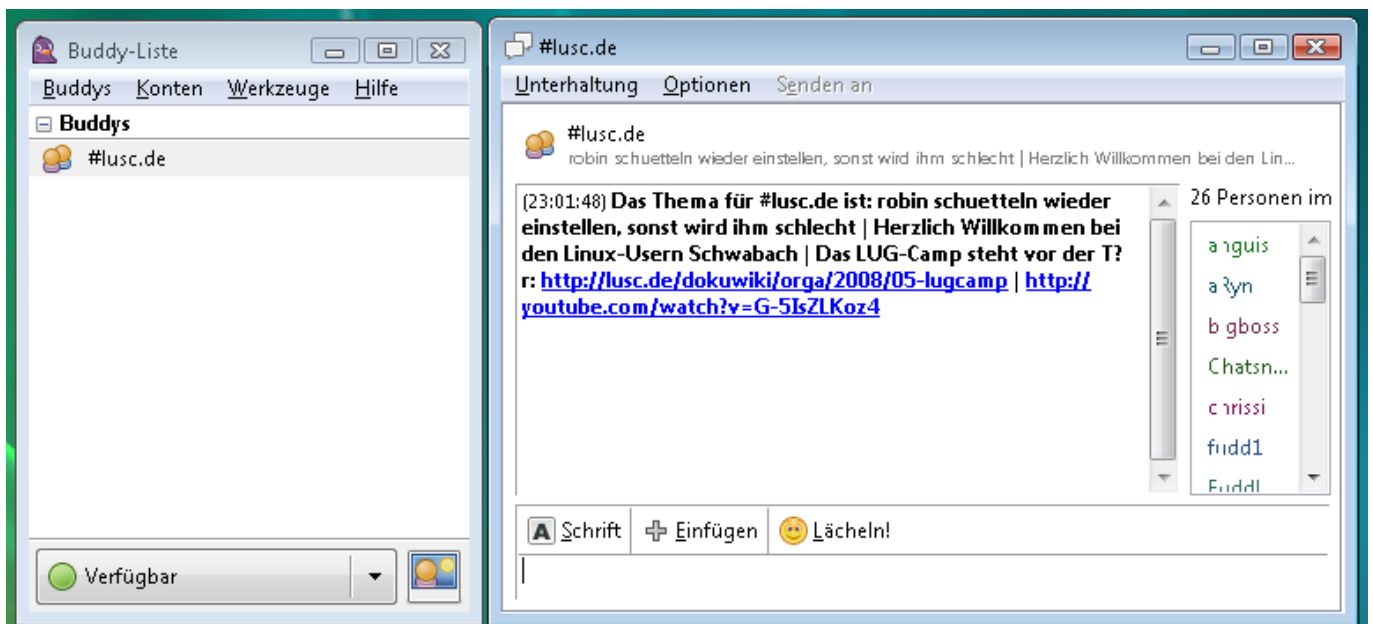 Buddy-Liste
Buddys Konten Werkzeuge Hilfe
Buddys
#lusc.de
Verfügbar
#lusc.de
Unterhaltung Optionen Senden an
#lusc.de
robin schuetteln wieder einstellen, sonst wird ihm schlecht | Herzlich Willkommen bei den Lin...
(23:01:48) Das Thema für #lusc.de ist: robin schuetteln wieder
einstellen, sonst wird ihm schlecht | Herzlich Willkommen bei
den Linux-Usern Schwabach | Das LUG-Camp steht vor der T?
r: http://lusc.de/dokuwiki/orga/2008/05-lugcamp | http://
youtube.com/watch?v=G-5IsZLKoz4
26 Personen im
anguis
aRyn
bigboss
Chatsn...
chrissi
fudd1
Schrift Einfügen Lächeln!